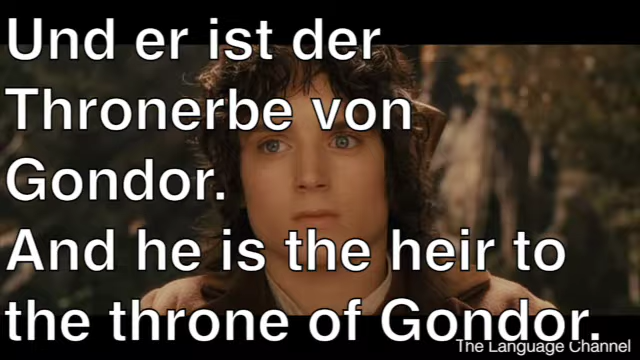 Und er ist der
Thronerbe von
Gondor.
And he is the heir to
the throne of Gondor.
The Language Channel